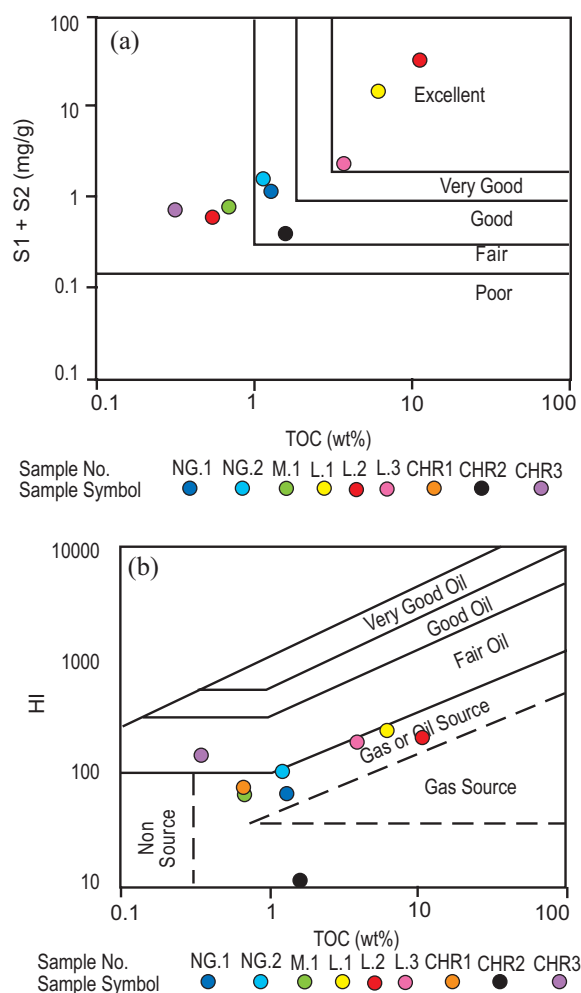 (a)
100
10
1
0.1
0.1
S1 + S2 (mg/g)
Excellent
Very Good
Good
Fair
Poor
0.1 1 10 100
TOC (wt%)
Sample No. NG.1 NG.2 M.1 L.1 L.2 L.3 CHR1 CHR2 CHR3
Sample Symbol
(b)
10000
1000
100
10
HI
Very Good Oil
Good Oil
Fair Oil
Gas or Oil Source
Gas Source
Non
Source
0.1 1 10 100
TOC (wt%)
Sample No. NG.1 NG.2 M.1 L.1 L.2 L.3 CHR1 CHR2 CHR3
Sample Symbol